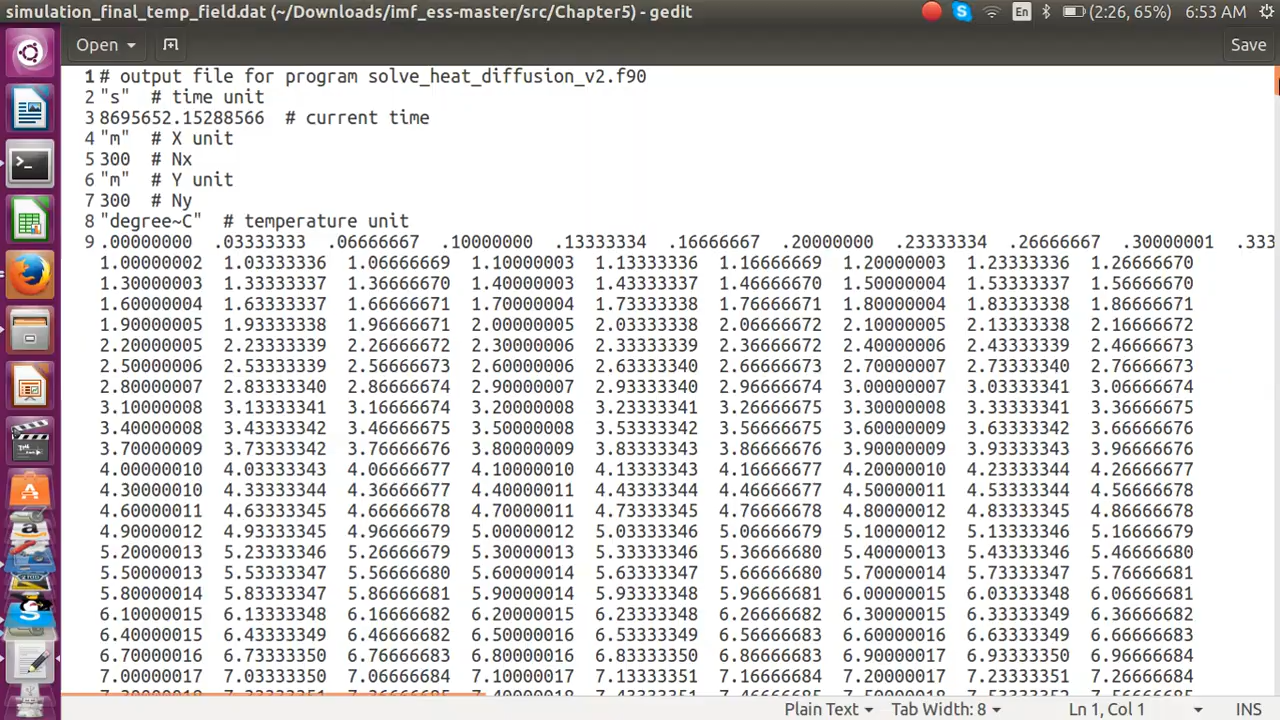 simulation_final_temp_field.dat (~/Downloads/imf_ess-master/src/Chapter5) - gedit
En (2:26, 65%) 6:53 AM
Open Save
1 # output file for program solve_heat_diffusion_v2.f90
2 "s" # time unit
3 8695652.15288566 # current time
4 "m" # X unit
5 300 # Nx
6 "m" # Y unit
7 300 # Ny
8 "degree~C" # temperature unit
9 .00000000 .03333333 .06666667 .10000000 .13333334 .16666667 .20000000 .23333334 .26666667 .30000001 .333
1.00000002 1.03333336 1.06666669 1.10000003 1.13333336 1.16666669 1.20000003 1.23333336 1.26666670
1.30000003 1.33333337 1.36666670 1.40000003 1.43333337 1.46666670 1.50000004 1.53333337 1.56666670
1.60000004 1.63333337 1.66666671 1.70000004 1.73333338 1.76666671 1.80000004 1.83333338 1.86666671
1.90000005 1.93333338 1.96666671 2.00000005 2.03333338 2.06666672 2.10000005 2.13333338 2.16666672
2.20000005 2.23333339 2.26666672 2.30000006 2.33333339 2.36666672 2.40000006 2.43333339 2.46666673
2.50000006 2.53333339 2.56666673 2.60000006 2.63333340 2.66666673 2.70000007 2.73333340 2.76666673
2.80000007 2.83333340 2.86666674 2.90000007 2.93333340 2.96666674 3.00000007 3.03333341 3.06666674
3.10000008 3.13333341 3.16666674 3.20000008 3.23333341 3.26666675 3.30000008 3.33333341 3.36666675
3.40000008 3.43333342 3.46666675 3.50000008 3.53333342 3.56666675 3.60000009 3.63333342 3.66666676
3.70000009 3.73333342 3.76666676 3.80000009 3.83333343 3.86666676 3.90000009 3.93333343 3.96666676
4.00000010 4.03333343 4.06666677 4.10000010 4.13333343 4.16666677 4.20000010 4.23333344 4.26666677
4.30000010 4.33333344 4.36666677 4.40000011 4.43333344 4.46666677 4.50000011 4.53333344 4.56666678
4.60000011 4.63333345 4.66666678 4.70000011 4.73333345 4.76666678 4.80000012 4.83333345 4.86666678
4.90000012 4.93333345 4.96666679 5.00000012 5.03333346 5.06666679 5.10000012 5.13333346 5.16666679
5.20000013 5.23333346 5.26666679 5.30000013 5.33333346 5.36666680 5.40000013 5.43333346 5.46666680
5.50000013 5.53333347 5.56666680 5.60000014 5.63333347 5.66666680 5.70000014 5.73333347 5.76666681
5.80000014 5.83333347 5.86666681 5.90000014 5.93333348 5.96666681 6.00000015 6.03333348 6.06666681
6.10000015 6.13333348 6.16666682 6.20000015 6.23333348 6.26666682 6.30000015 6.33333349 6.36666682
6.40000015 6.43333349 6.46666682 6.50000016 6.53333349 6.56666683 6.60000016 6.63333349 6.66666683
6.70000016 6.73333350 6.76666683 6.80000016 6.83333350 6.86666683 6.90000017 6.93333350 6.96666684
7.00000017 7.03333350 7.06666684 7.10000017 7.13333351 7.16666684 7.20000017 7.23333351 7.26666684
Plain Text Tab Width: 8 Ln 1, Col 1 INS